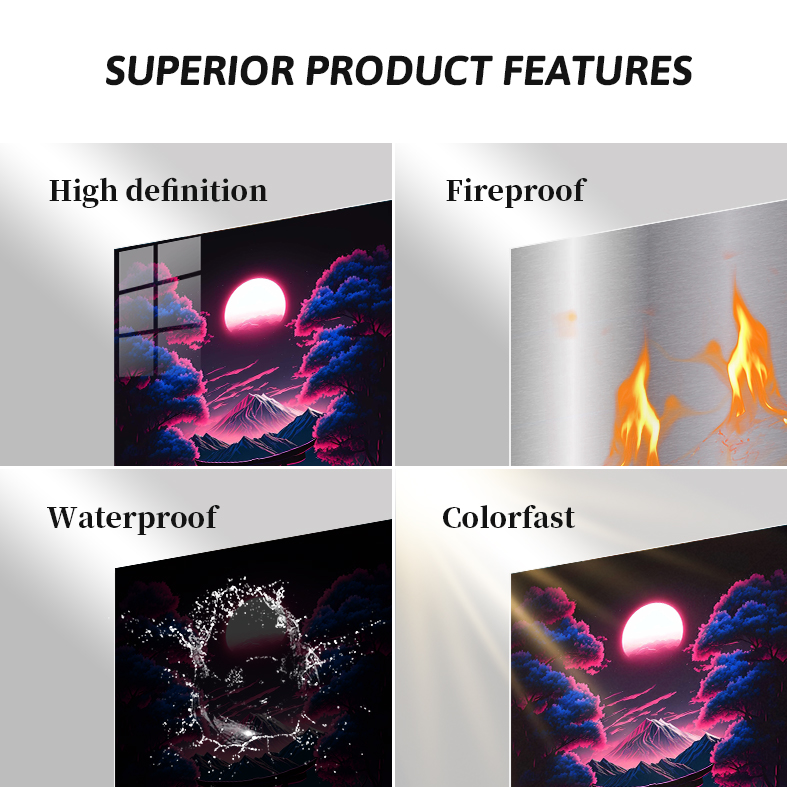 SUPERIOR PRODUCT FEATURES
High definition
Fireproof
Waterproof
Colorfast